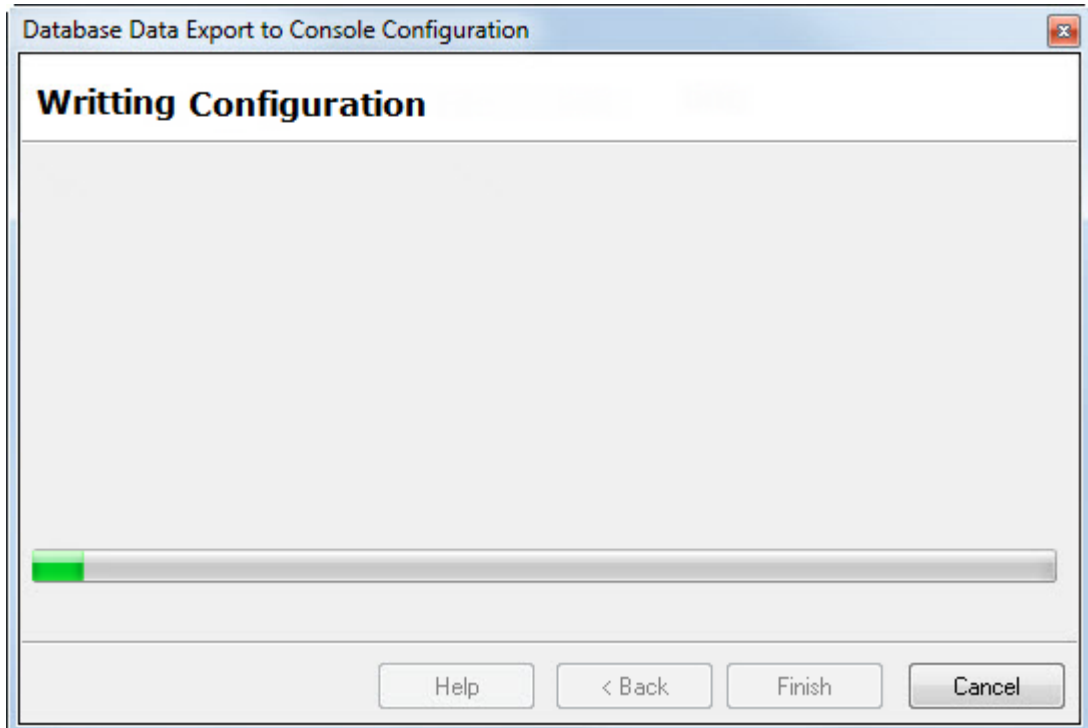 Database Data Export to Console Configuration
Writting Configuration
Help
< Back
Finish
Cancel